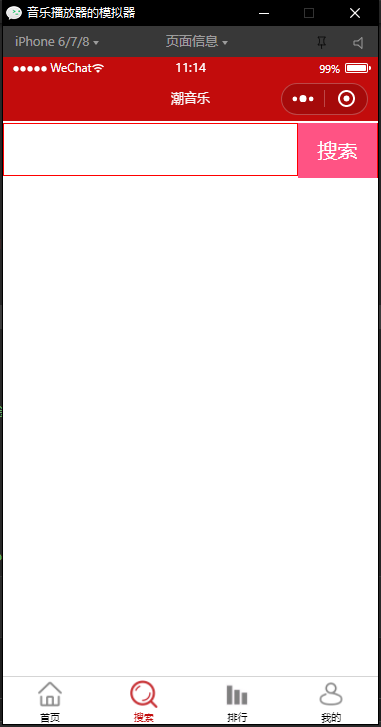 音乐播放器的模拟器
iPhone 6/7/8 页面信息
WeChat 11:14 99%
潮音乐
搜索
首页 搜索 排行 我的